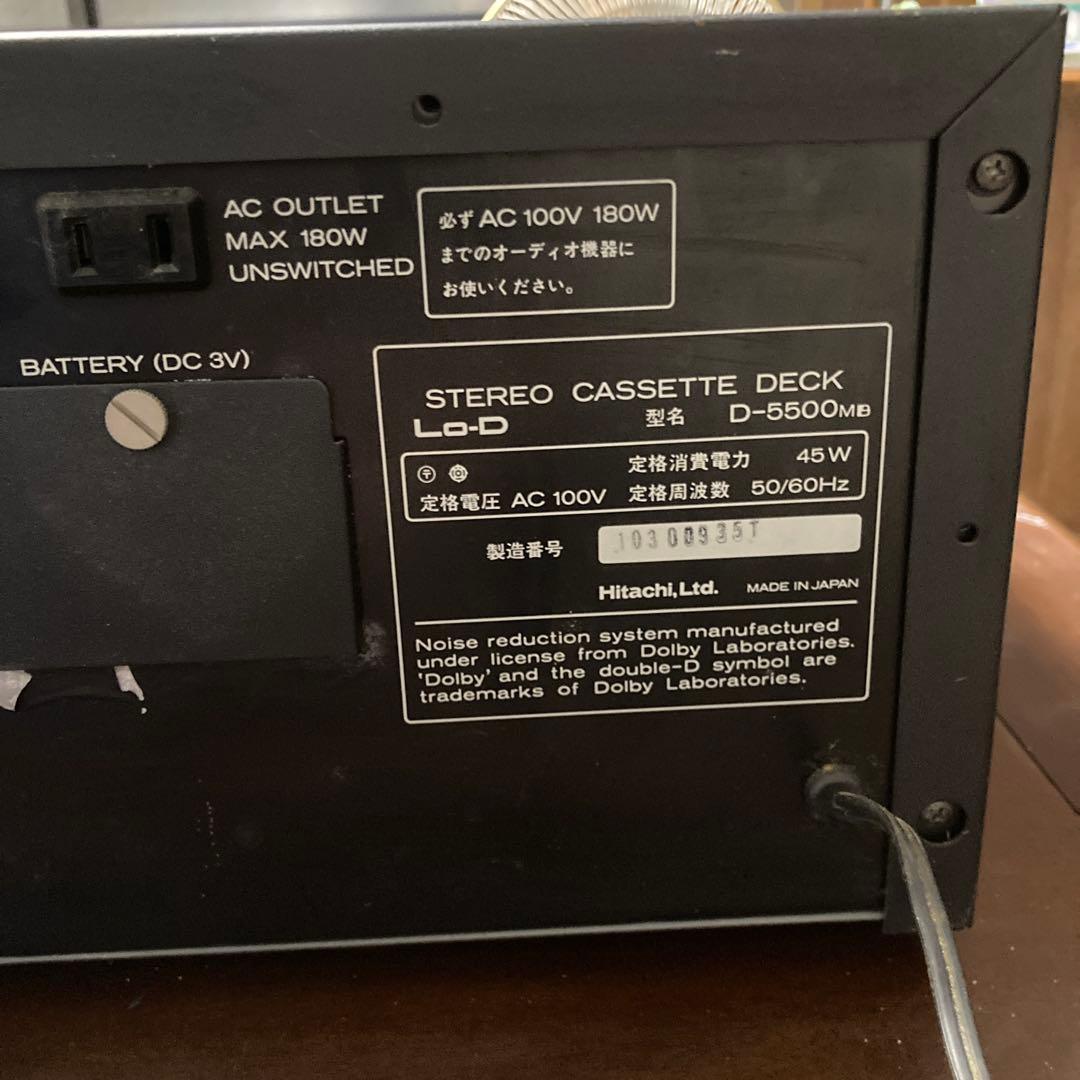 AC OUTLET
MAX 180W
UNSWITCHED
必ず AC 100V 180W
までのオーディオ機器に
お使いください。
BATTERY (DC 3V)
STEREO CASSETTE DECK
Lo-D 型名 D-5500MB
定格消費電力 45W
定格電圧 AC 100V 定格周波数 50/60Hz
製造番号 10300935T
Hitachi, Ltd. MADE IN JAPAN
Noise reduction system manufactured
under license from Dolby Laboratories.
'Dolby' and the double-D symbol are
trademarks of Dolby Laboratories.